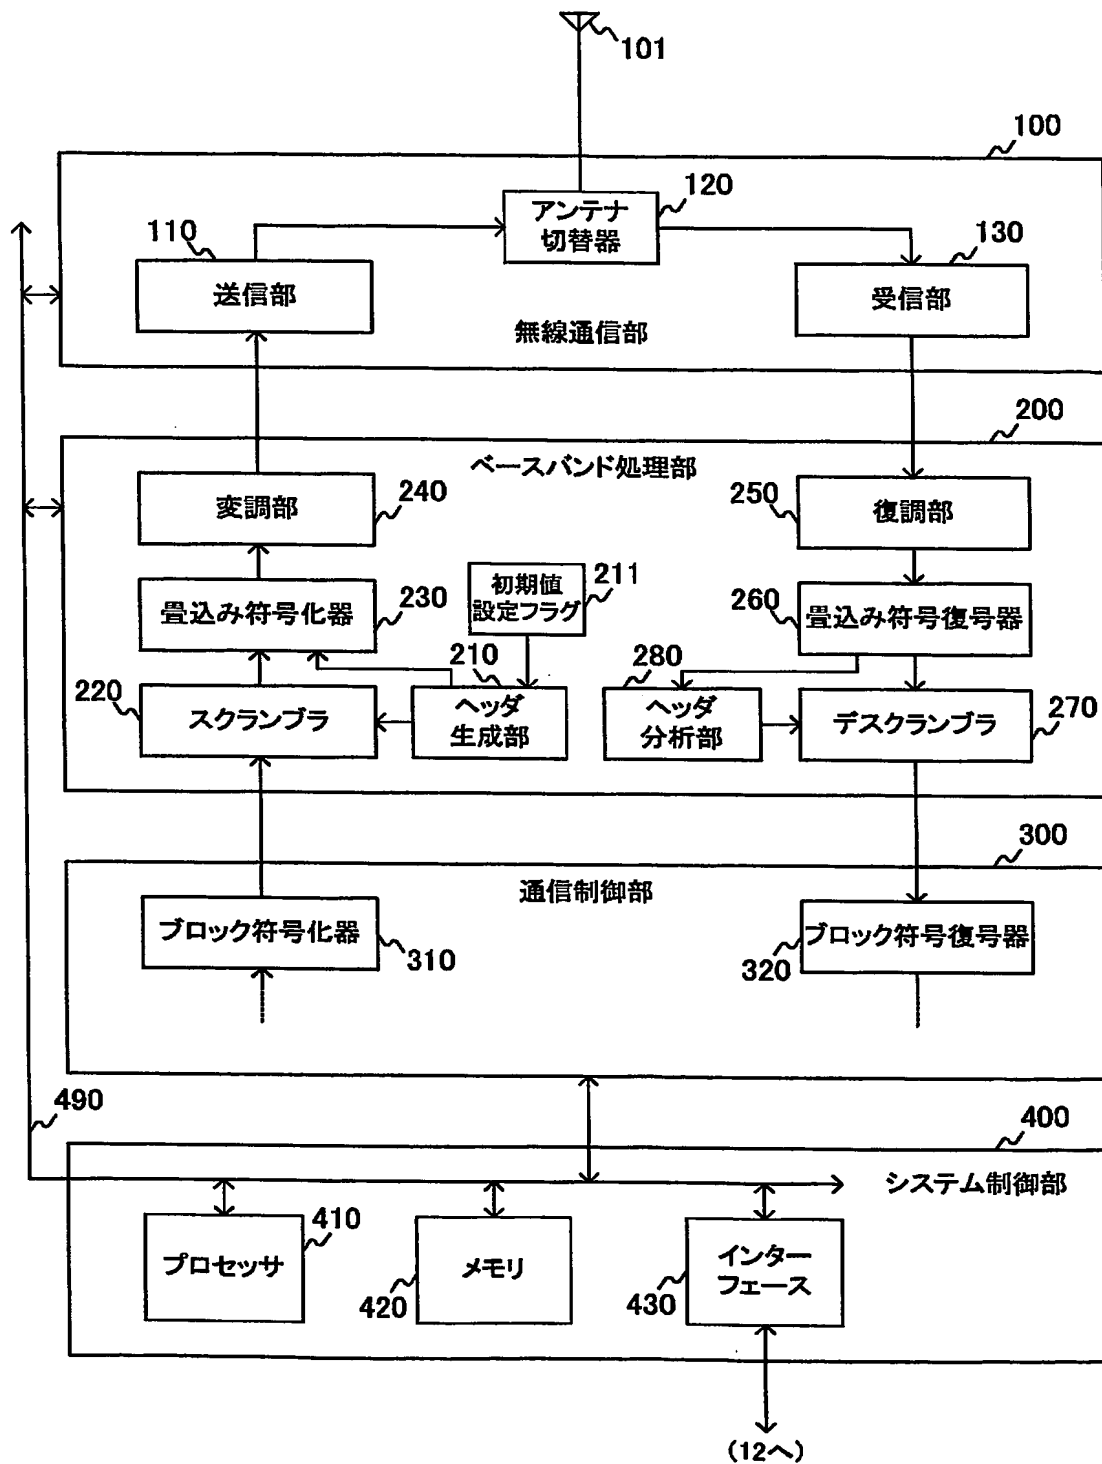 101
100
アンテナ
切替器
120
110
送信部
130
受信部
無線通信部
200
ベースバンド処理部
変調部
240
250
復調部
畳込み符号化器
230
初期値
設定フラグ
211
260
畳込み符号復号器
220
スクランブラ
210
ヘッダ
生成部
280
ヘッダ
分析部
デスクランブラ
270
300
通信制御部
ブロック符号化器
310
320
ブロック符号復号器
490
400
システム制御部
プロセッサ
410
420
メモリ
430
インター
フェース
(12へ)